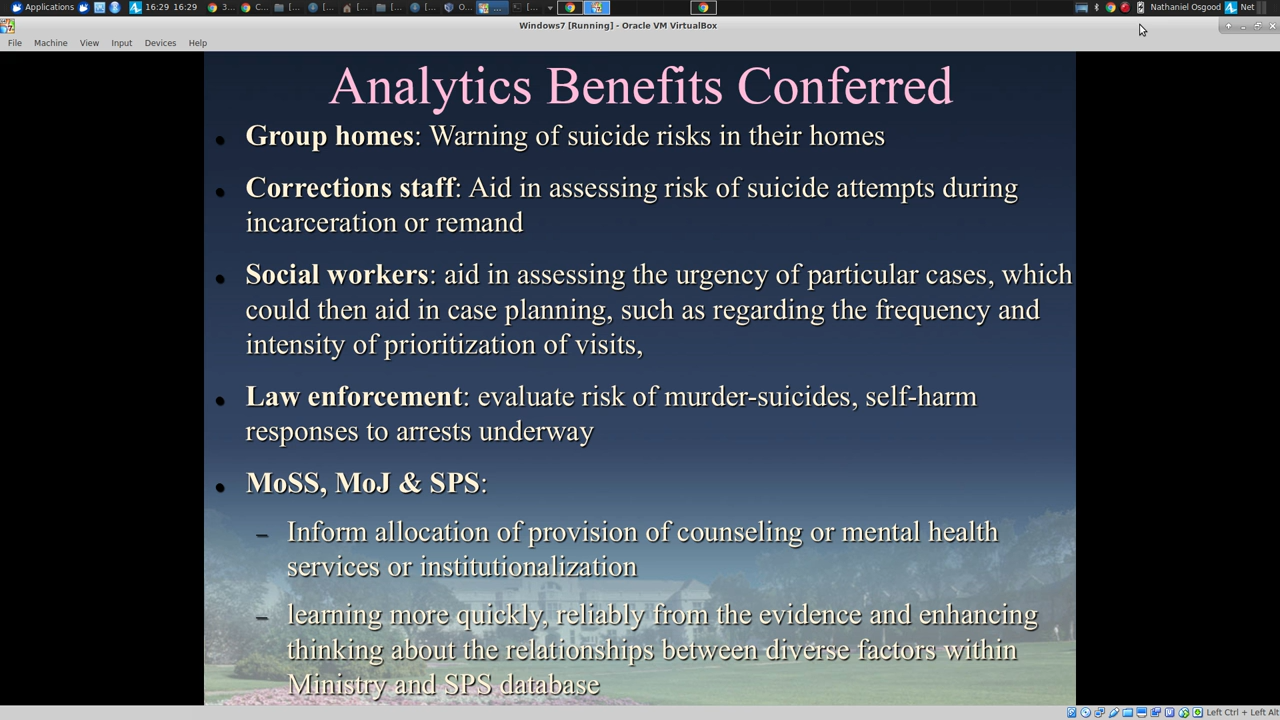 Applications
16:29 16:29
3...
C...
[...
[...
[...
[...
O...
...
[...
Nathaniel Osgood
Net
Windows7 [Running] - Oracle VM VirtualBox
File Machine View Input Devices Help
Analytics Benefits Conferred
Group homes: Warning of suicide risks in their homes
Corrections staff: Aid in assessing risk of suicide attempts during
incarceration or remand
Social workers: aid in assessing the urgency of particular cases, which
could then aid in case planning, such as regarding the frequency and
intensity of prioritization of visits,
Law enforcement: evaluate risk of murder-suicides, self-harm
responses to arrests underway
MoSS, MoJ & SPS:
– Inform allocation of provision of counseling or mental health
services or institutionalization
– learning more quickly, reliably from the evidence and enhancing
thinking about the relationships between diverse factors within
Ministry and SPS database
Left Ctrl + Left Alt